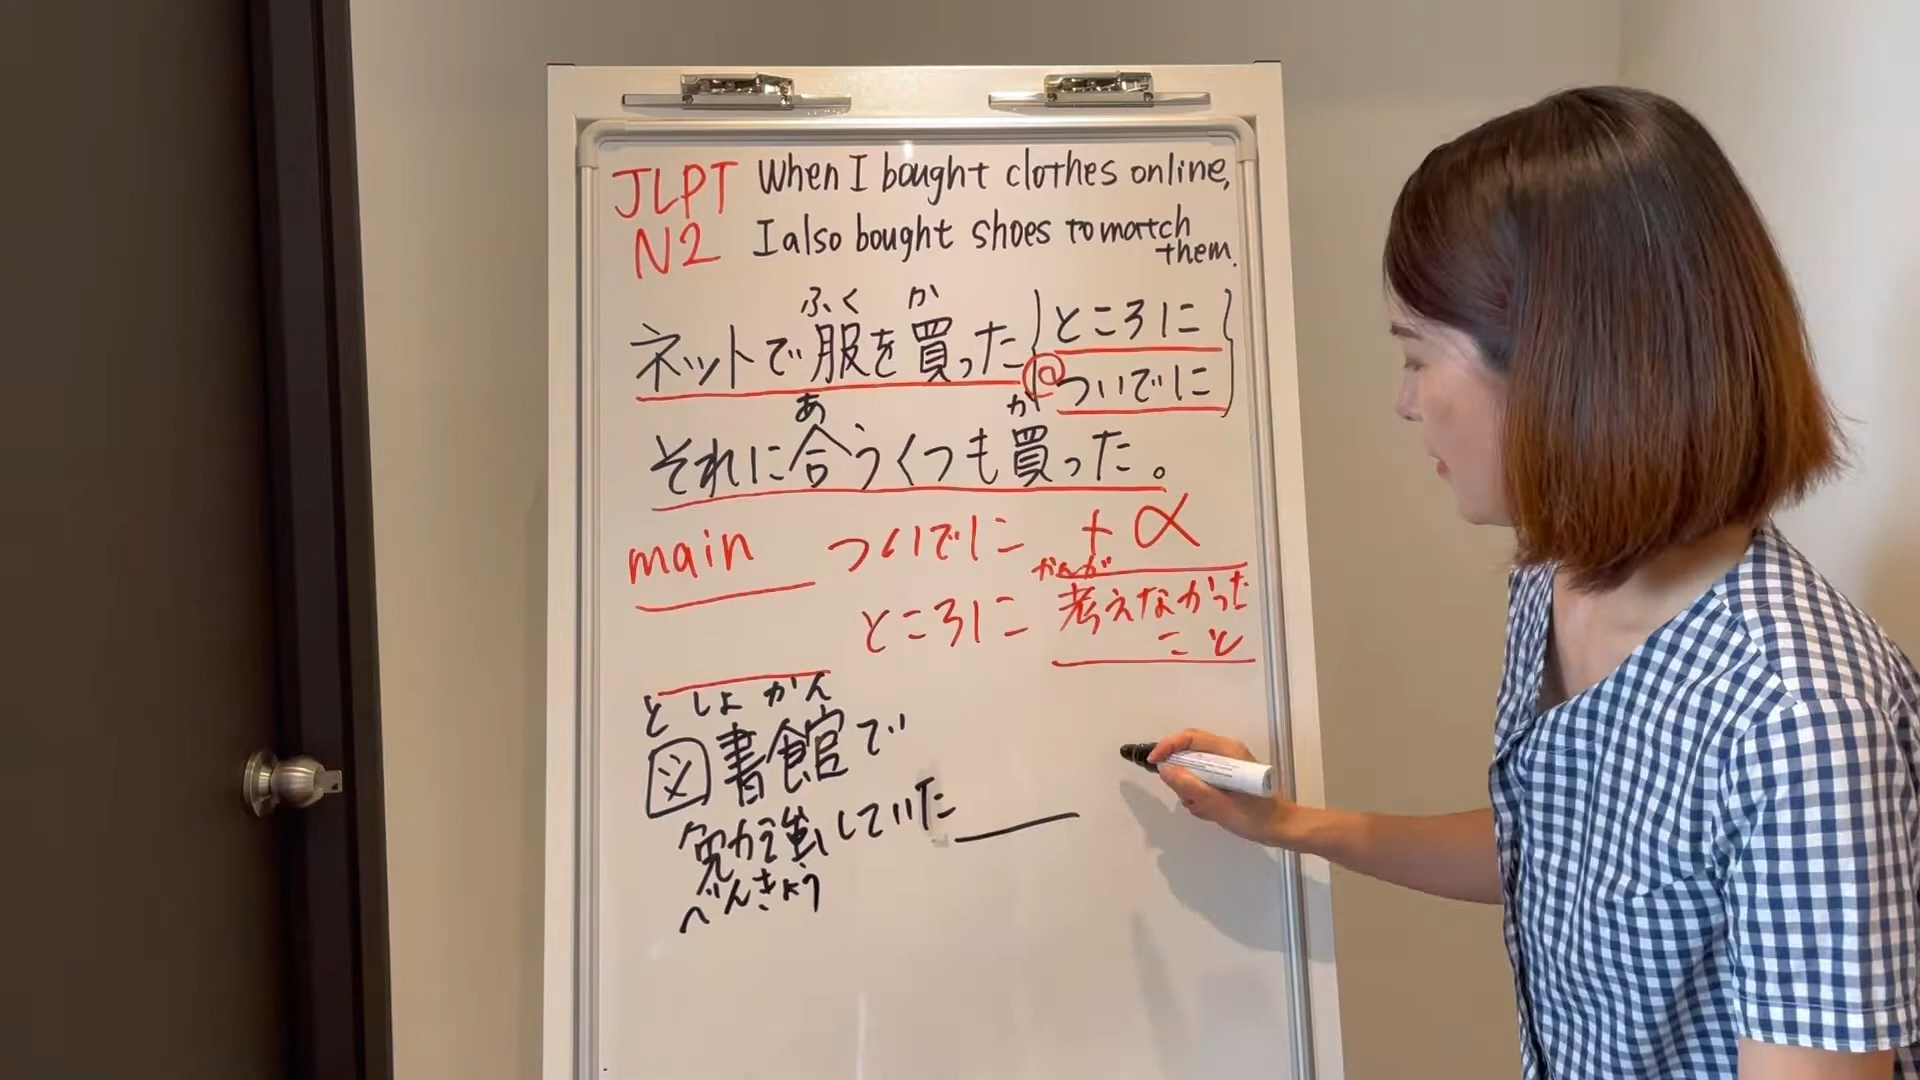 JLPT N2
When I bought clothes online,
I also bought shoes to match
them.
ふく か
ネットで服を買った
ところに
@ついでに
あ か
それに合うくつも買った。
main ついでに +α
かんが
ところに 考えなかった
こと
としょかん
図書館で
勉強していた
べんきょう